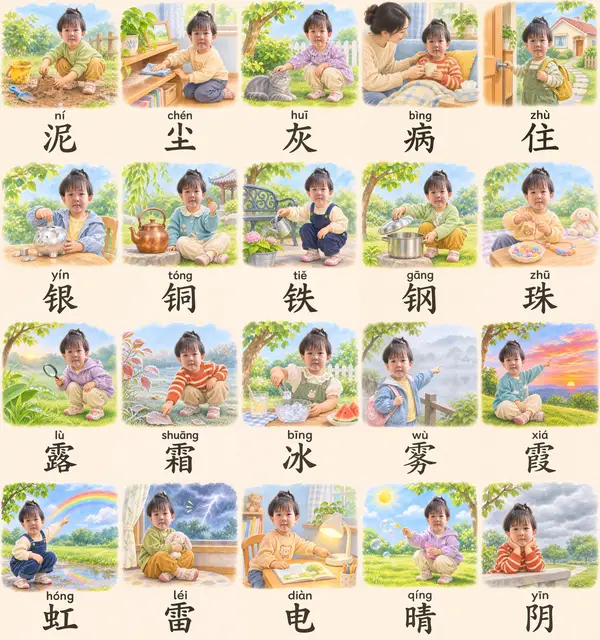 ní chén huī bìng zhù
泥 尘 灰 病 住
yín tóng tiě gāng zhū
银 铜 铁 钢 珠
lù shuāng bīng wù xiá
露 霜 冰 雾 霞
hóng léi diàn qíng yīn
虹 雷 电 晴 阴